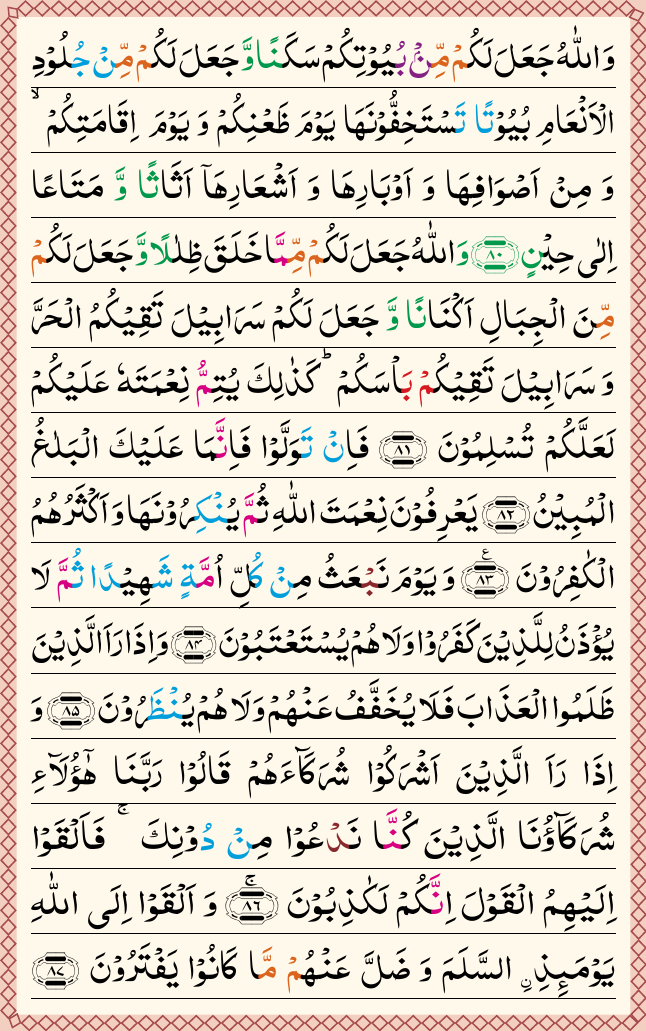 وَاللّٰهُ جَعَلَ لَكُمْ مِّنْۢ بُيُوْتِكُمْ سَكَنًا وَّ جَعَلَ لَكُمْ مِّنْ جُلُوْدِ
الْاَنْعَامِ بُيُوْتًا تَسْتَخِفُّوْنَهَا يَوْمَ ظَعْنِكُمْ وَ يَوْمَ اِقَامَتِكُمْ ۙ
وَ مِنْ اَصْوَافِهَا وَ اَوْبَارِهَا وَ اَشْعَارِهَاۤ اَثَاثًا وَّ مَتَاعًا
اِلٰى حِيْنٍ ﴿۸۰﴾ وَاللّٰهُ جَعَلَ لَكُمْ مِّمَّا خَلَقَ ظِلٰلًا وَّ جَعَلَ لَكُمْ
مِّنَ الْجِبَالِ اَكْنَانًا وَّ جَعَلَ لَكُمْ سَرَابِيْلَ تَقِيْكُمُ الْحَرَّ
وَ سَرَابِيْلَ تَقِيْكُمْ بَاْسَكُمْ ؕ كَذٰلِكَ يُتِمُّ نِعْمَتَهٗ عَلَيْكُمْ
لَعَلَّكُمْ تُسْلِمُوْنَ ﴿۸۱﴾ فَاِنْ تَوَلَّوْا فَاِنَّمَا عَلَيْكَ الْبَلٰغُ
الْمُبِيْنُ ﴿۸۲﴾ يَعْرِفُوْنَ نِعْمَتَ اللّٰهِ ثُمَّ يُنْكِرُوْنَهَا وَ اَكْثَرُهُمُ
الْكٰفِرُوْنَ ﴿۸۳﴾ ع وَ يَوْمَ نَبْعَثُ مِنْ كُلِّ اُمَّةٍ شَهِيْدًا ثُمَّ لَا
يُؤْذَنُ لِلَّذِيْنَ كَفَرُوْا وَلَا هُمْ يُسْتَعْتَبُوْنَ ﴿۸۴﴾ وَ اِذَا رَاَ الَّذِيْنَ
ظَلَمُوا الْعَذَابَ فَلَا يُخَفَّفُ عَنْهُمْ وَلَا هُمْ يُنْظَرُوْنَ ﴿۸۵﴾ وَ
اِذَا رَاَ الَّذِيْنَ اَشْرَكُوْا شُرَكَآءَهُمْ قَالُوْا رَبَّنَا هٰۤؤُلَآءِ
شُرَكَآؤُنَا الَّذِيْنَ كُنَّا نَدْعُوْا مِنْ دُوْنِكَ ۚ فَاَلْقَوْا
اِلَيْهِمُ الْقَوْلَ اِنَّكُمْ لَكٰذِبُوْنَ ﴿۸۶﴾ۚ وَ اَلْقَوْا اِلَى اللّٰهِ
يَوْمَىِٕذِ ۣالسَّلَمَ وَ ضَلَّ عَنْهُمْ مَّا كَانُوْا يَفْتَرُوْنَ ﴿۸۷﴾